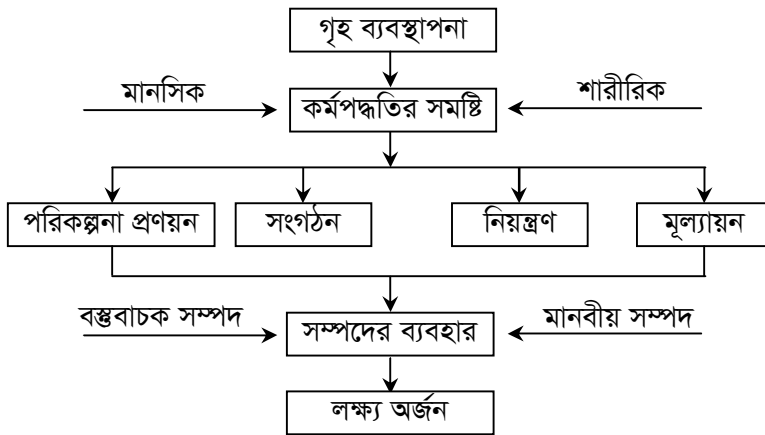 গৃহ ব্যবস্থাপনা
মানসিক
কর্মপদ্ধতির সমষ্টি
শারীরিক
পরিকল্পনা প্রণয়ন
সংগঠন
নিয়ন্ত্রণ
মূল্যায়ন
বস্তুবাচক সম্পদ
সম্পদের ব্যবহার
মানবীয় সম্পদ
লক্ষ্য অর্জন